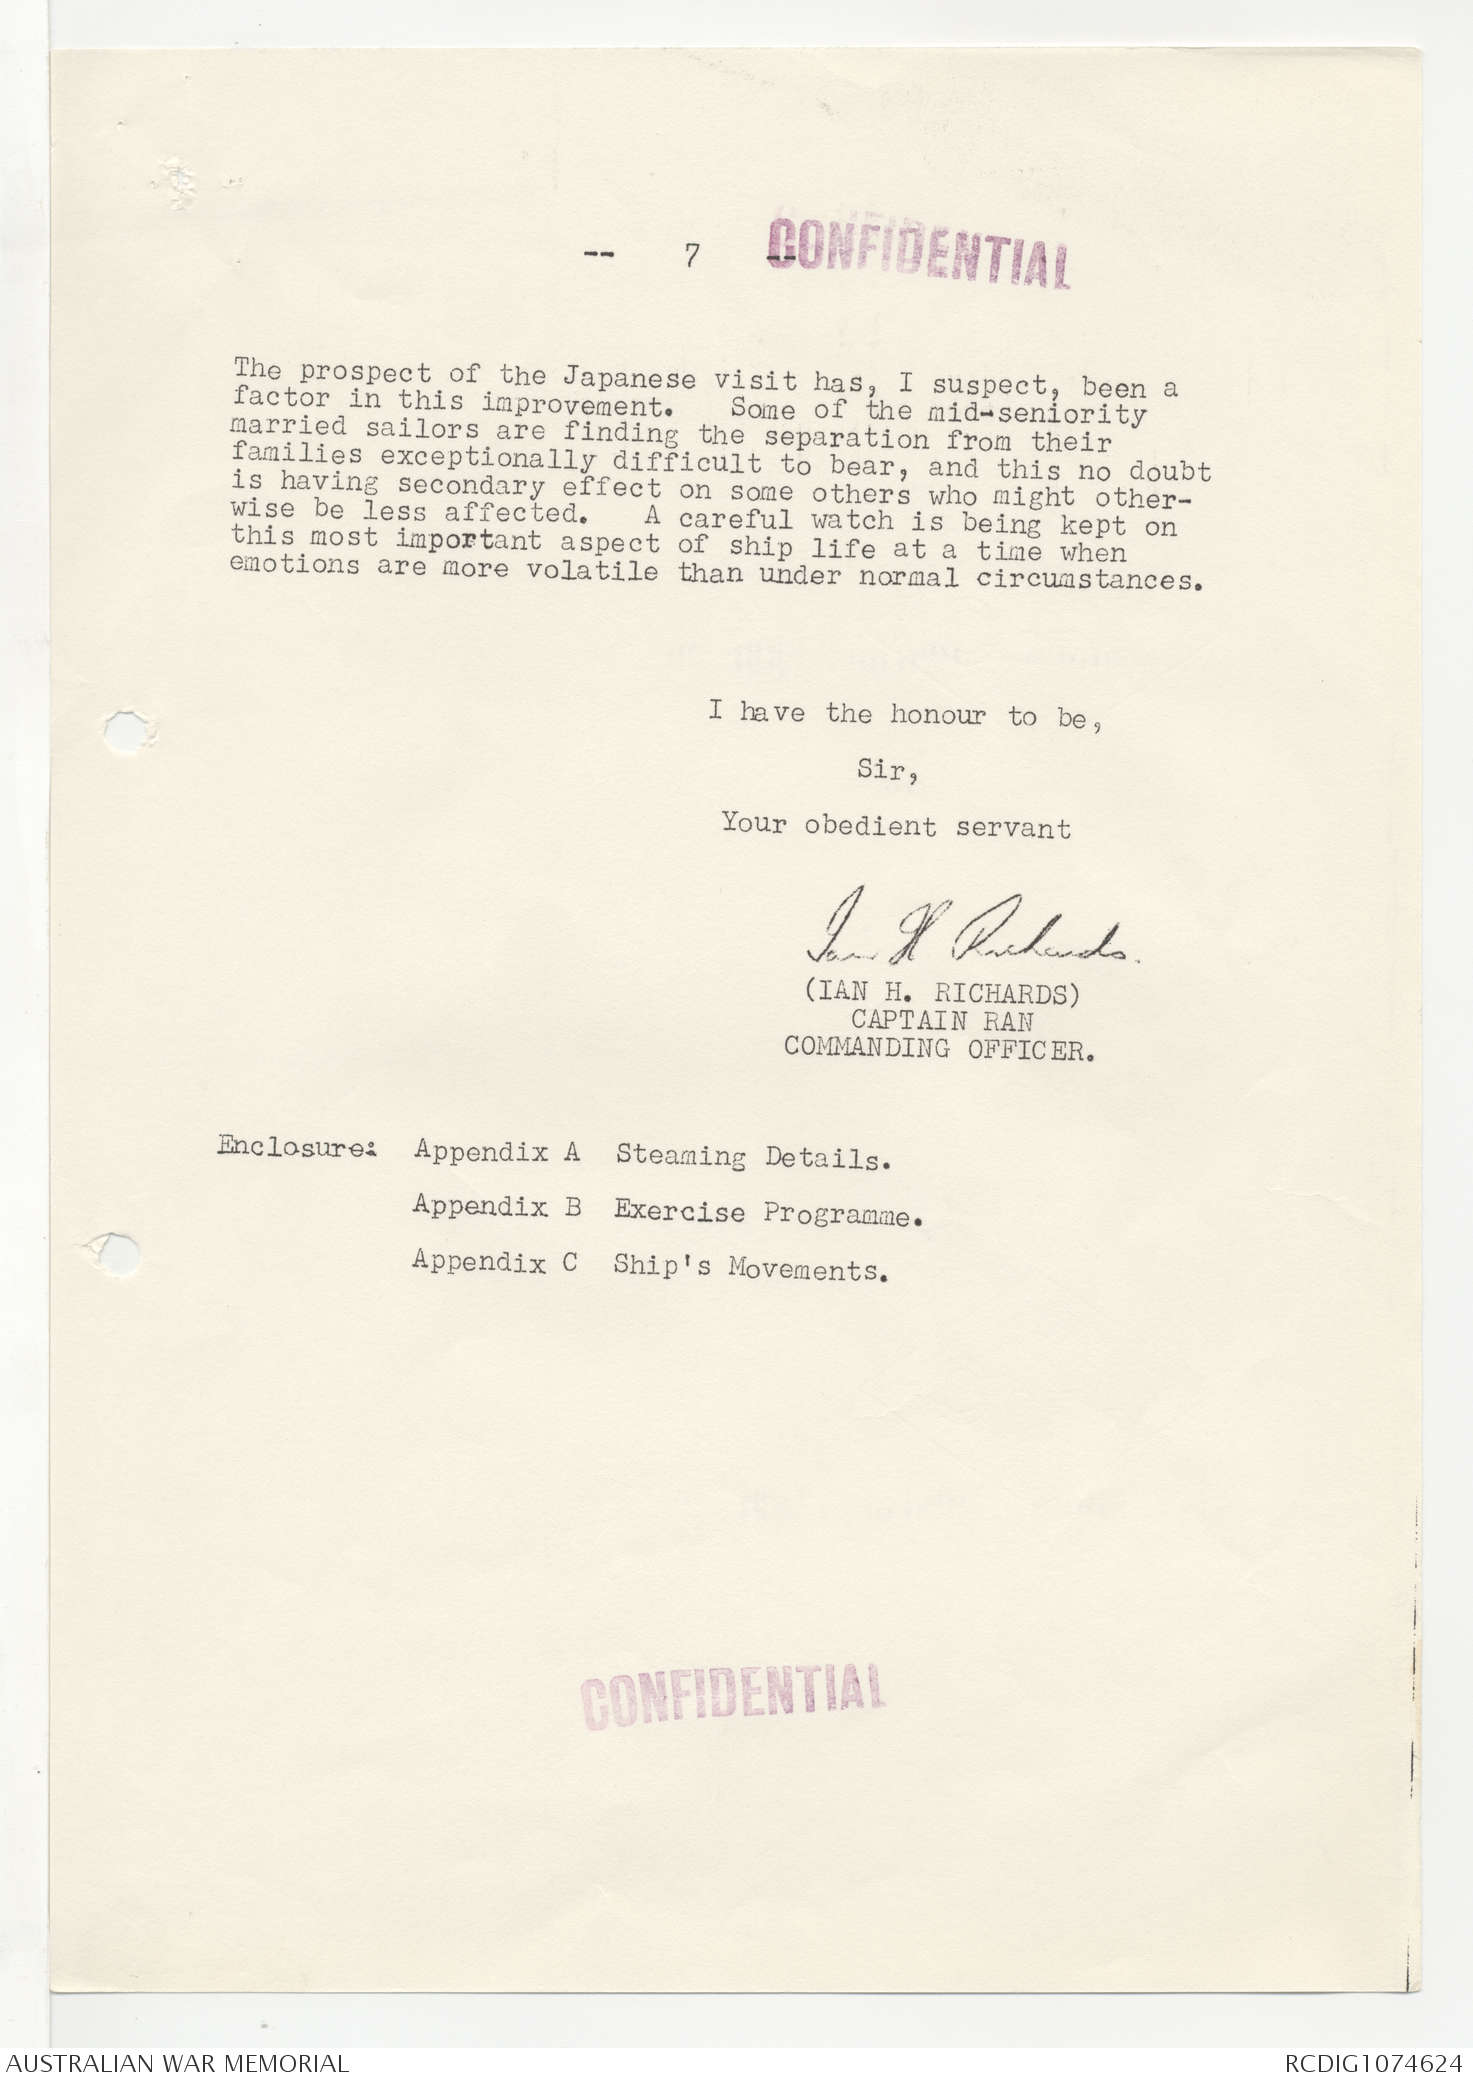 -- 7 --
CONFIDENTIAL
The prospect of the Japanese visit has, I suspect, been a
factor in this improvement. Some of the mid-seniority
married sailors are finding the separation from their
families exceptionally difficult to bear, and this no doubt
is having secondary effect on some others who might other-
wise be less affected. A careful watch is being kept on
this most important aspect of ship life at a time when
emotions are more volatile than under normal circumstances.
I have the honour to be,
Sir,
Your obedient servant
Ian H Richards.
(IAN H. RICHARDS)
CAPTAIN RAN
COMMANDING OFFICER.
Enclosure: Appendix A Steaming Details.
Appendix B Exercise Programme.
Appendix C Ship's Movements.
CONFIDENTIAL
AUSTRALIAN WAR MEMORIAL
RCDIG1074624